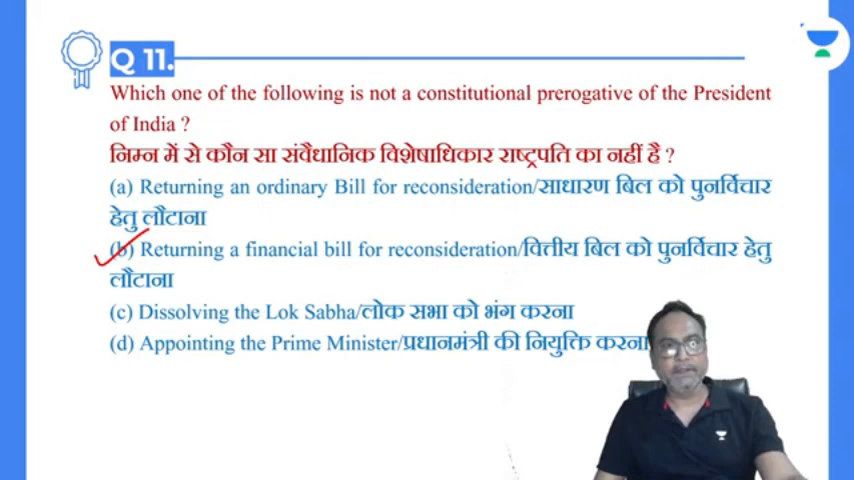 Q 11.
Which one of the following is not a constitutional prerogative of the President
of India ?
निम्न में से कौन सा संवैधानिक विशेषाधिकार राष्ट्रपति का नहीं है ?
(a) Returning an ordinary Bill for reconsideration/साधारण बिल को पुनर्विचार
हेतु लौटाना
(b) Returning a financial bill for reconsideration/वित्तीय बिल को पुनर्विचार हेतु
लौटाना
(c) Dissolving the Lok Sabha/लोक सभा को भंग करना
(d) Appointing the Prime Minister/प्रधानमंत्री की नियुक्ति करना